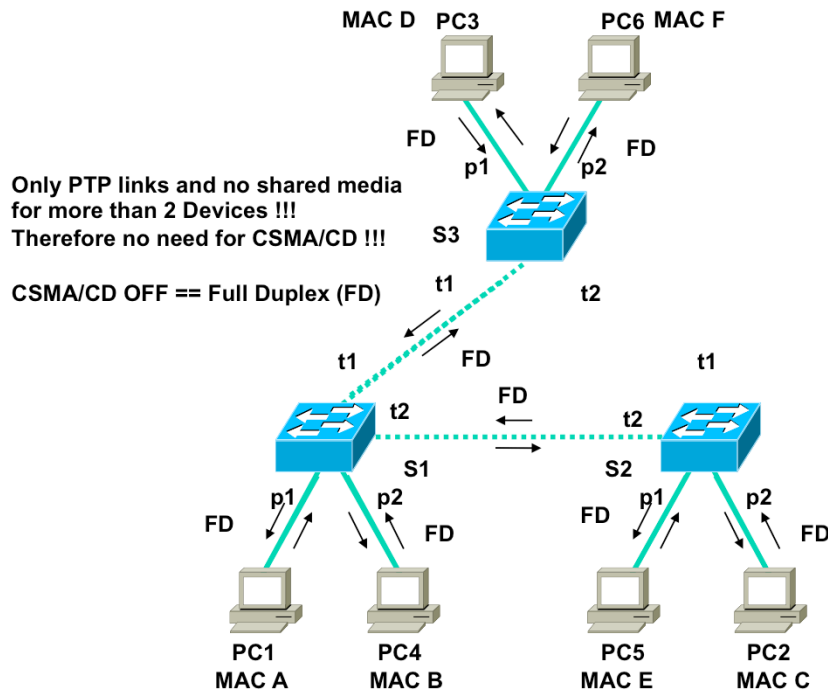 MAC D PC3 PC6 MAC F
FD p1 p2 FD
Only PTP links and no shared media
for more than 2 Devices !!!
Therefore no need for CSMA/CD !!!
S3
CSMA/CD OFF == Full Duplex (FD)
t1 t2
t1 FD t1
t2 FD t2
S1 S2
p1 p2 p1 p2
FD FD FD FD
PC1 PC4 PC5 PC2
MAC A MAC B MAC E MAC C